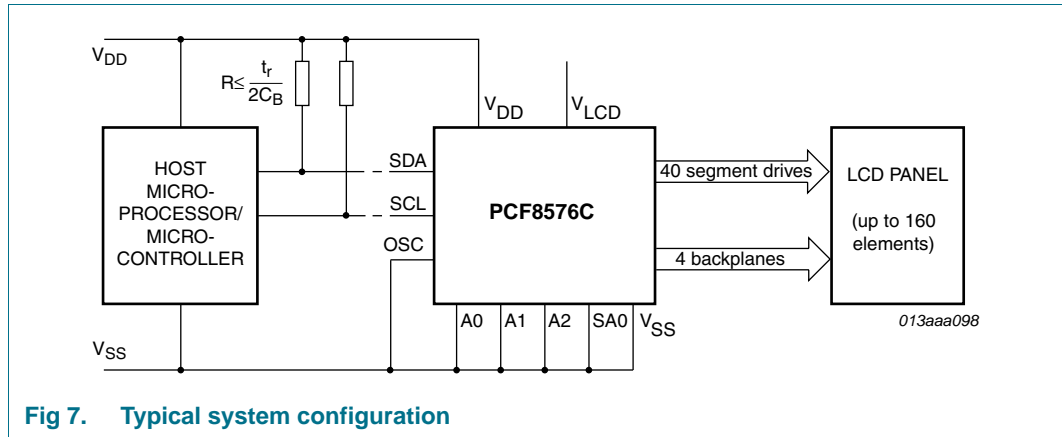 VDD
R≤ tr
2CB
VDD
VLCD
HOST
MICRO-
PROCESSOR/
MICRO-
CONTROLLER
SDA
SCL
OSC
PCF8576C
40 segment drives
4 backplanes
LCD PANEL
(up to 160
elements)
A0 A1 A2 SA0 VSS
013aaa098
VSS
Fig 7. Typical system configuration